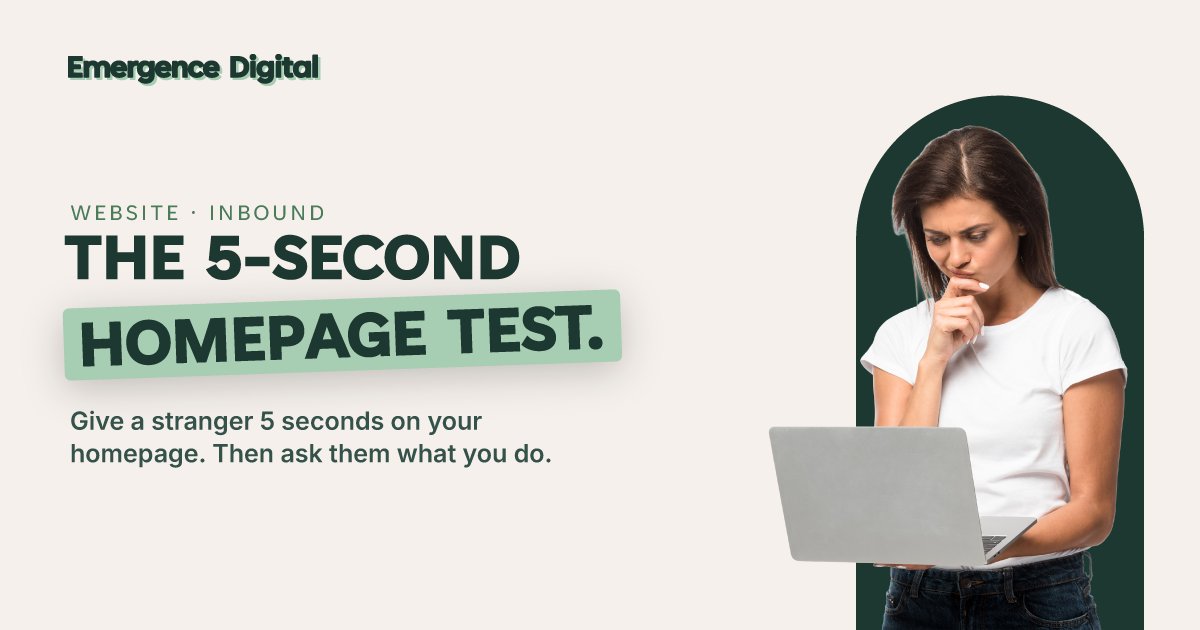 Emergence Digital
WEBSITE · INBOUND
THE 5-SECOND
HOMEPAGE TEST.
Give a stranger 5 seconds on your
homepage. Then ask them what you do.